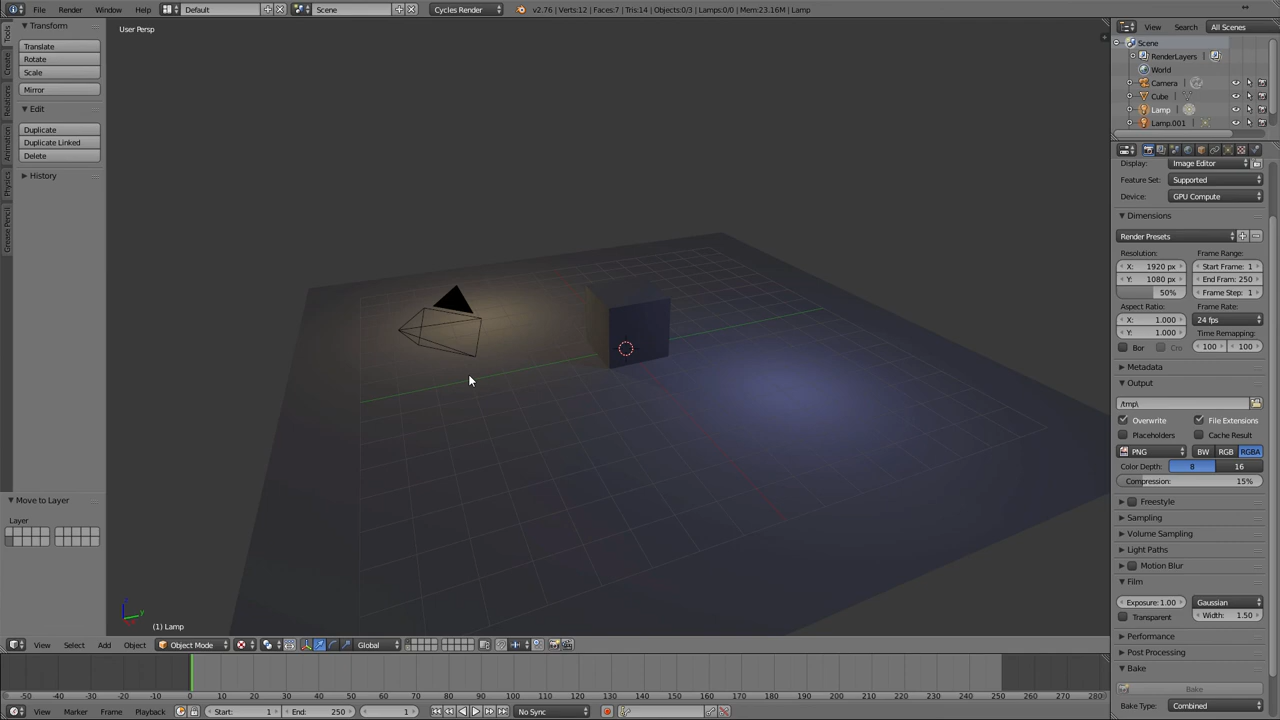 File Render Window Help Default Scene Cycles Render v2.76 | Verts:12 | Faces:7 | Tris:14 | Objects:0/3 | Lamps:0/0 | Mem:23.16M | Lamp
Tools
Create
Relations
Animation
Physics
Grease Pencil
Transform
Translate
Rotate
Scale
Mirror
Edit
Duplicate
Duplicate Linked
Delete
History
Move to Layer
Layer
User Persp
(1) Lamp
View Select Add Object Object Mode Global
View Search All Scenes
Scene
RenderLayers
World
Camera
Cube
Lamp
Lamp.001
Display: Image Editor
Feature Set: Supported
Device: GPU Compute
Dimensions
Render Presets
Resolution: Frame Range:
X: 1920 px Start Frame: 1
Y: 1080 px End Fram: 250
50% Frame Step: 1
Aspect Ratio: Frame Rate:
X: 1.000 24 fps
Y: 1.000 Time Remapping:
Bor Cro 100 100
Metadata
Output
/tmp\
Overwrite File Extensions
Placeholders Cache Result
PNG BW RGB RGBA
Color Depth: 8 16
Compression: 15%
Freestyle
Sampling
Volume Sampling
Light Paths
Motion Blur
Film
Exposure: 1.00 Gaussian
Transparent Width: 1.50
Performance
Post Processing
Bake
Bake
Bake Type: Combined
-50 -40 -30 -20 -10 0 10 20 30 40 50 60 70 80 90 100 110 120 130 140 150 160 170 180 190 200 210 220 230 240 250 260 270 280
View Marker Frame Playback Start: 1 End: 250 1 No Sync